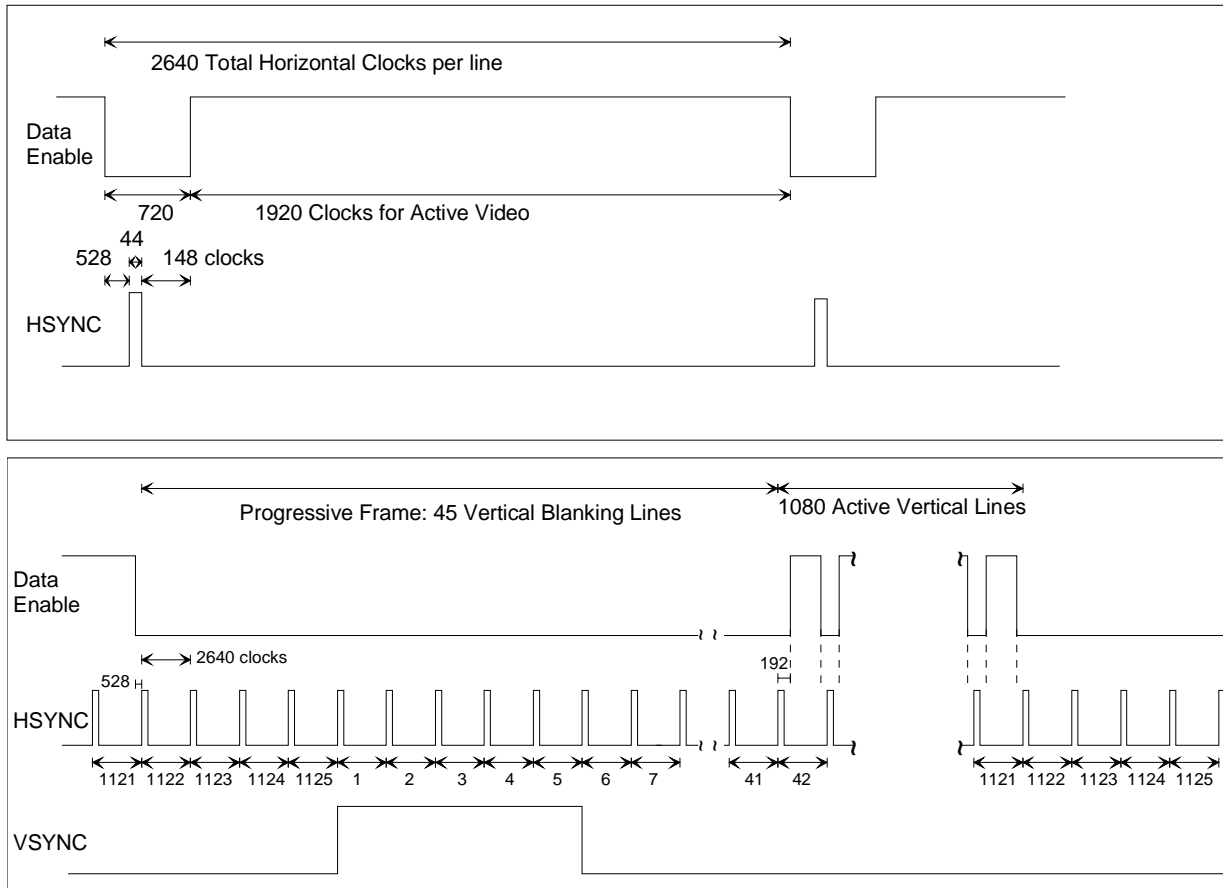 2640 Total Horizontal Clocks per line
Data
Enable
720
1920 Clocks for Active Video
44
528
148 clocks
HSYNC
Progressive Frame: 45 Vertical Blanking Lines
1080 Active Vertical Lines
Data
Enable
2640 clocks
192
528
HSYNC
1121 1122 1123 1124 1125 1 2 3 4 5 6 7 41 42 1121 1122 1123 1124 1125
VSYNC